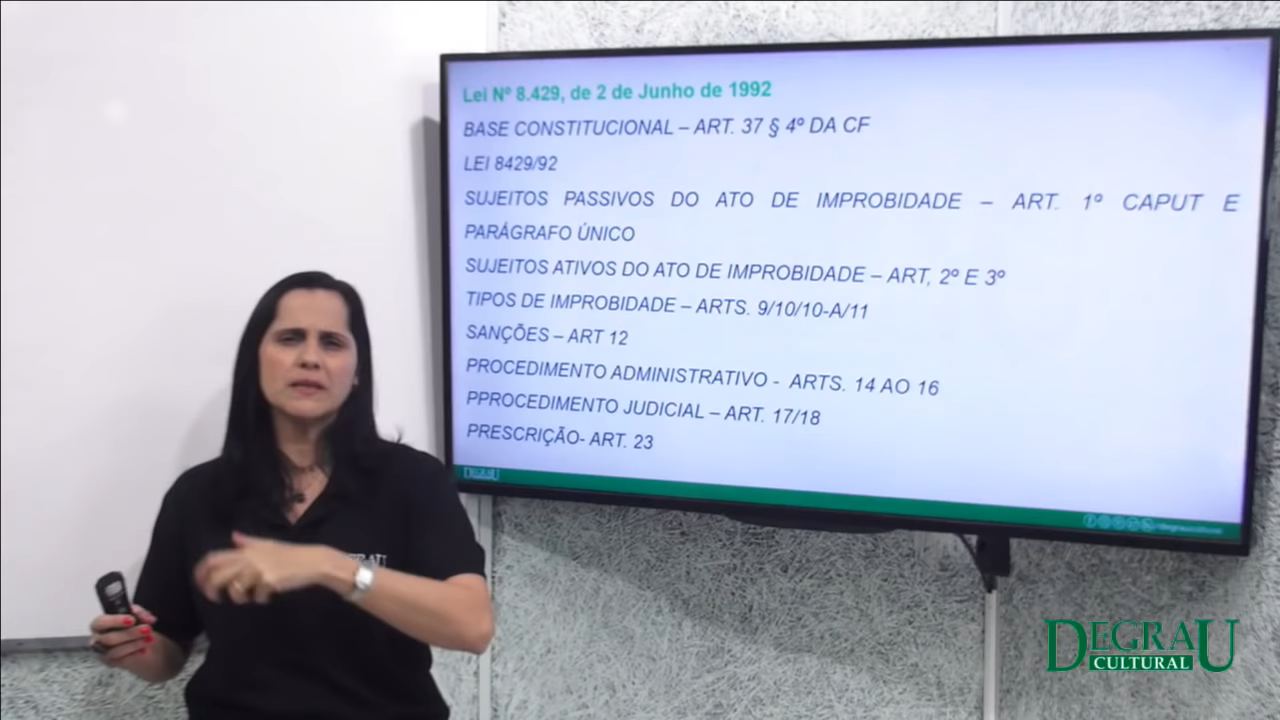 Lei Nº 8.429, de 2 de Junho de 1992
BASE CONSTITUCIONAL – ART. 37 § 4º DA CF
LEI 8429/92
SUJEITOS PASSIVOS DO ATO DE IMPROBIDADE – ART. 1º CAPUT E
PARÁGRAFO ÚNICO
SUJEITOS ATIVOS DO ATO DE IMPROBIDADE – ART, 2º E 3º
TIPOS DE IMPROBIDADE – ARTS. 9/10/10-A/11
SANÇÕES – ART 12
PROCEDIMENTO ADMINISTRATIVO - ARTS. 14 AO 16
PPROCEDIMENTO JUDICIAL – ART. 17/18
PRESCRIÇÃO- ART. 23
DEGRAU
DEGRAU
CULTURAL